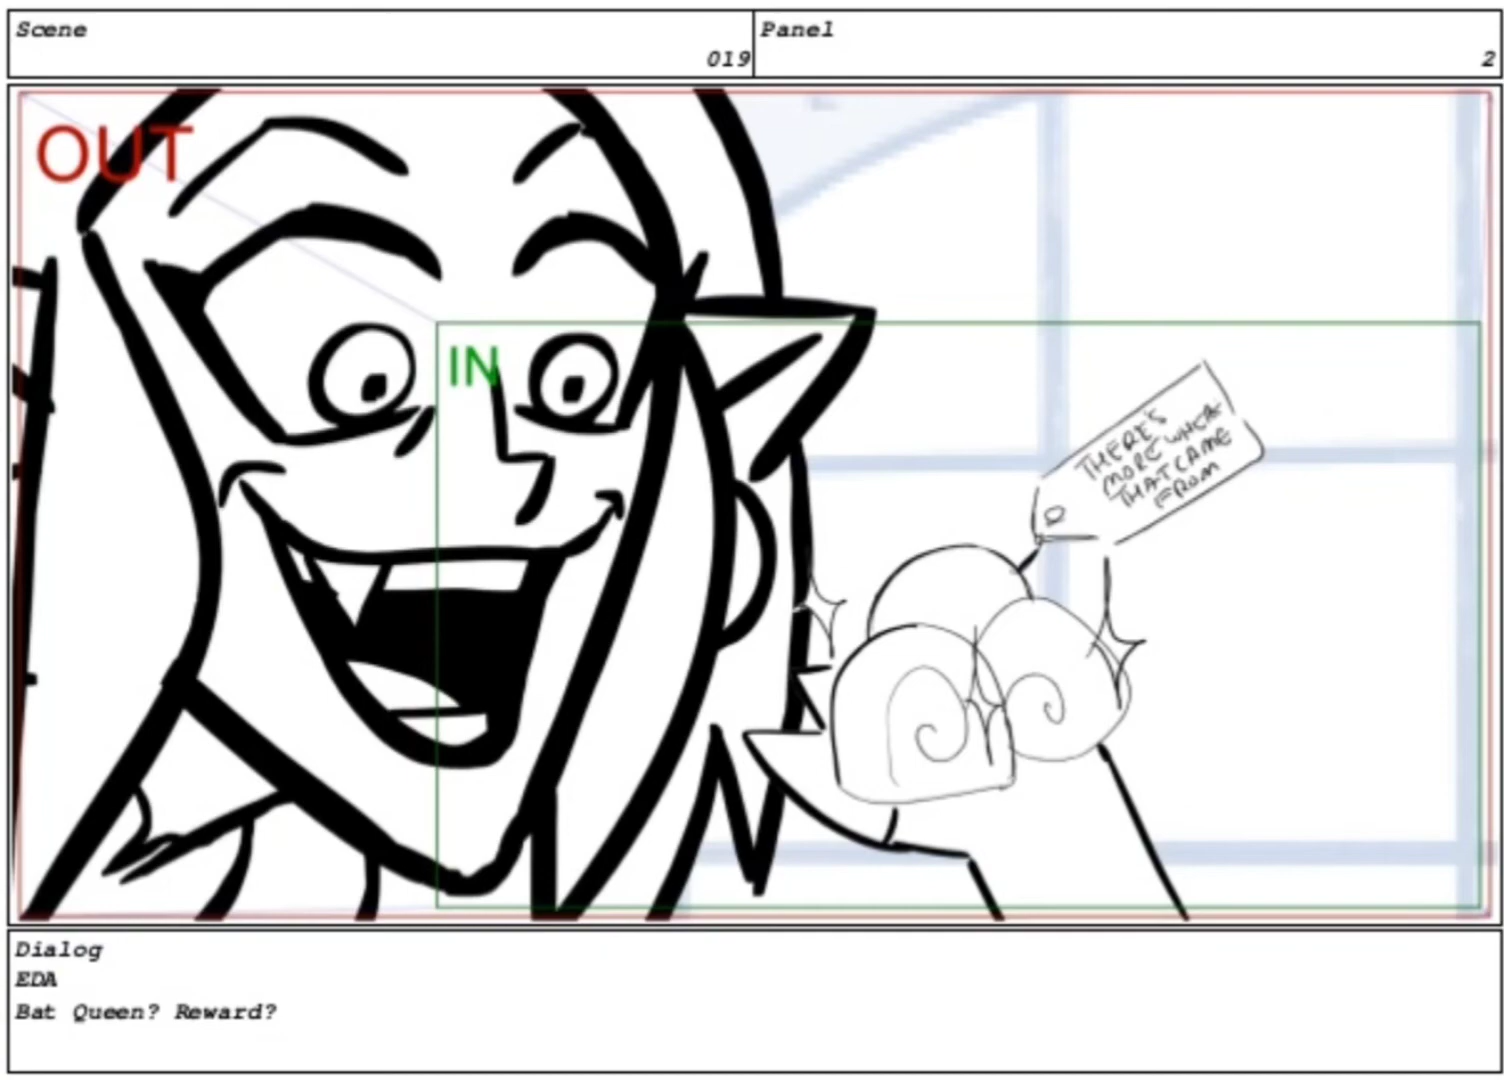 Scene
019
Panel
2
OUT
IN
THERE'S
MORE WHERE
THAT CAME
FROM
Dialog
EDA
Bat Queen? Reward?